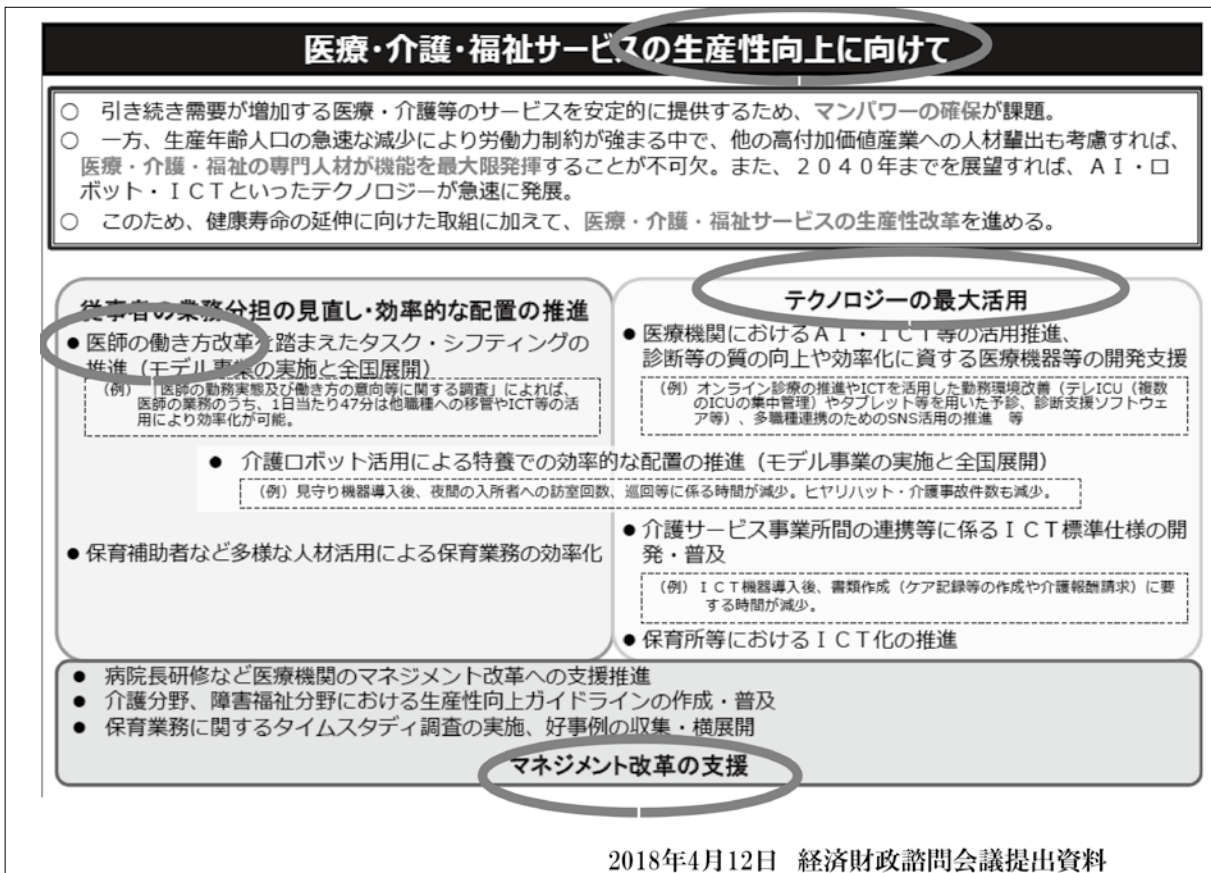 医療・介護・福祉サービスの生産性向上に向けて
○ 引き続き需要が増加する医療・介護等のサービスを安定的に提供するため、マンパワーの確保が課題。
○ 一方、生産年齢人口の急速な減少により労働力制約が強まる中で、他の高付加価値産業への人材輩出も考慮すれば、
医療・介護・福祉の専門人材が機能を最大限発揮することが不可欠。また、２０４０年までを展望すれば、ＡＩ・ロ
ボット・ＩＣＴといったテクノロジーが急速に発展。
○ このため、健康寿命の延伸に向けた取組に加えて、医療・介護・福祉サービスの生産性改革を進める。
従事者の業務分担の見直し・効率的な配置の推進
● 医師の働き方改革を踏まえたタスク・シフティングの
推進（モデル事業の実施と全国展開）
（例）「医師の勤務実態及び働き方の意向等に関する調査」によれば、
医師の業務のうち、1日当たり47分は他職種への移管やICT等の活
用により効率化が可能。
テクノロジーの最大活用
● 医療機関におけるＡＩ・ＩＣＴ等の活用推進、
診断等の質の向上や効率化に資する医療機器等の開発支援
（例）オンライン診療の推進やICTを活用した勤務環境改善（テレICU（複数
のICUの集中管理）やタブレット等を用いた予診、診断支援ソフトウェ
ア等）、多職種連携のためのSNS活用の推進 等
● 介護ロボット活用による特養での効率的な配置の推進（モデル事業の実施と全国展開）
（例）見守り機器導入後、夜間の入所者への訪室回数、巡回等に係る時間が減少。ヒヤリハット・介護事故件数も減少。
● 保育補助者など多様な人材活用による保育業務の効率化
● 介護サービス事業所間の連携等に係るＩＣＴ標準仕様の開
発・普及
（例）ＩＣＴ機器導入後、書類作成（ケア記録等の作成や介護報酬請求）に要
する時間が減少。
● 保育所等におけるＩＣＴ化の推進
● 病院長研修など医療機関のマネジメント改革への支援推進
● 介護分野、障害福祉分野における生産性向上ガイドラインの作成・普及
● 保育業務に関するタイムスタディ調査の実施、好事例の収集・横展開
マネジメント改革の支援
2018年4月12日 経済財政諮問会議提出資料